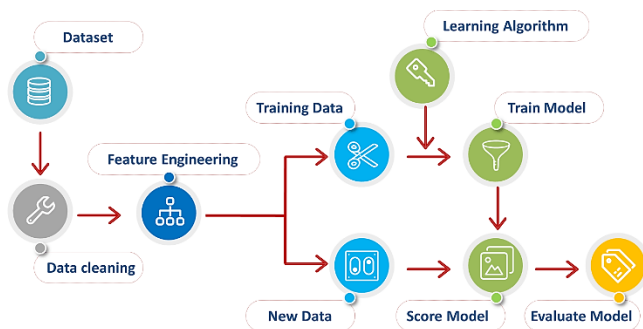 Dataset
Learning Algorithm
Training Data
Train Model
Feature Engineering
Data cleaning
New Data
Score Model
Evaluate Model